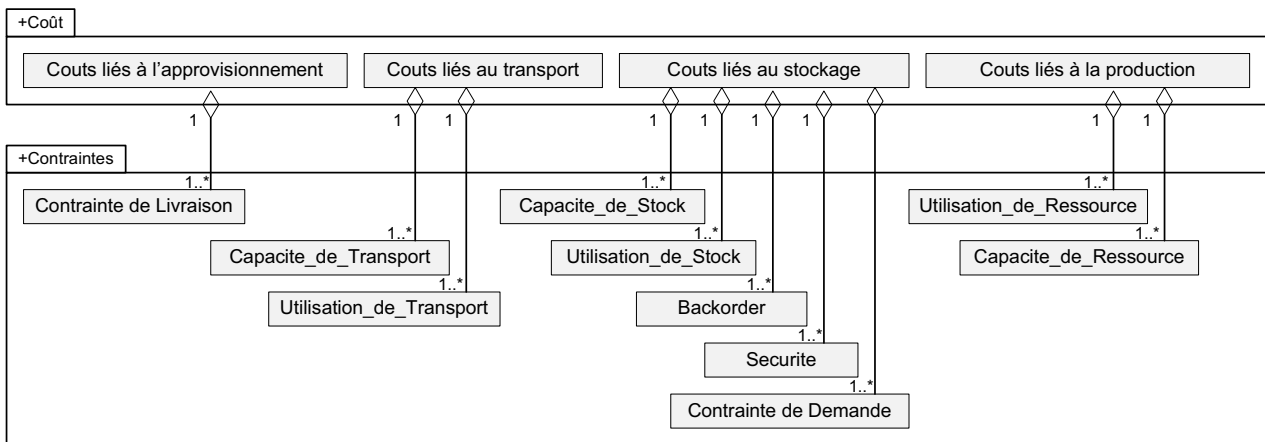 +Coût
Couts liés à l'approvisionnement
Couts liés au transport
Couts liés au stockage
Couts liés à la production
1 1 1 1 1 1 1 1 1
+Contraintes
1..* 1..* 1..*
Contrainte de Livraison
Capacite_de_Stock
Utilisation_de_Ressource
1..* 1..* 1..*
Capacite_de_Transport
Utilisation_de_Stock
Capacite_de_Ressource
1..* 1..*
Utilisation_de_Transport
Backorder
1..*
Securite
1..*
Contrainte de Demande